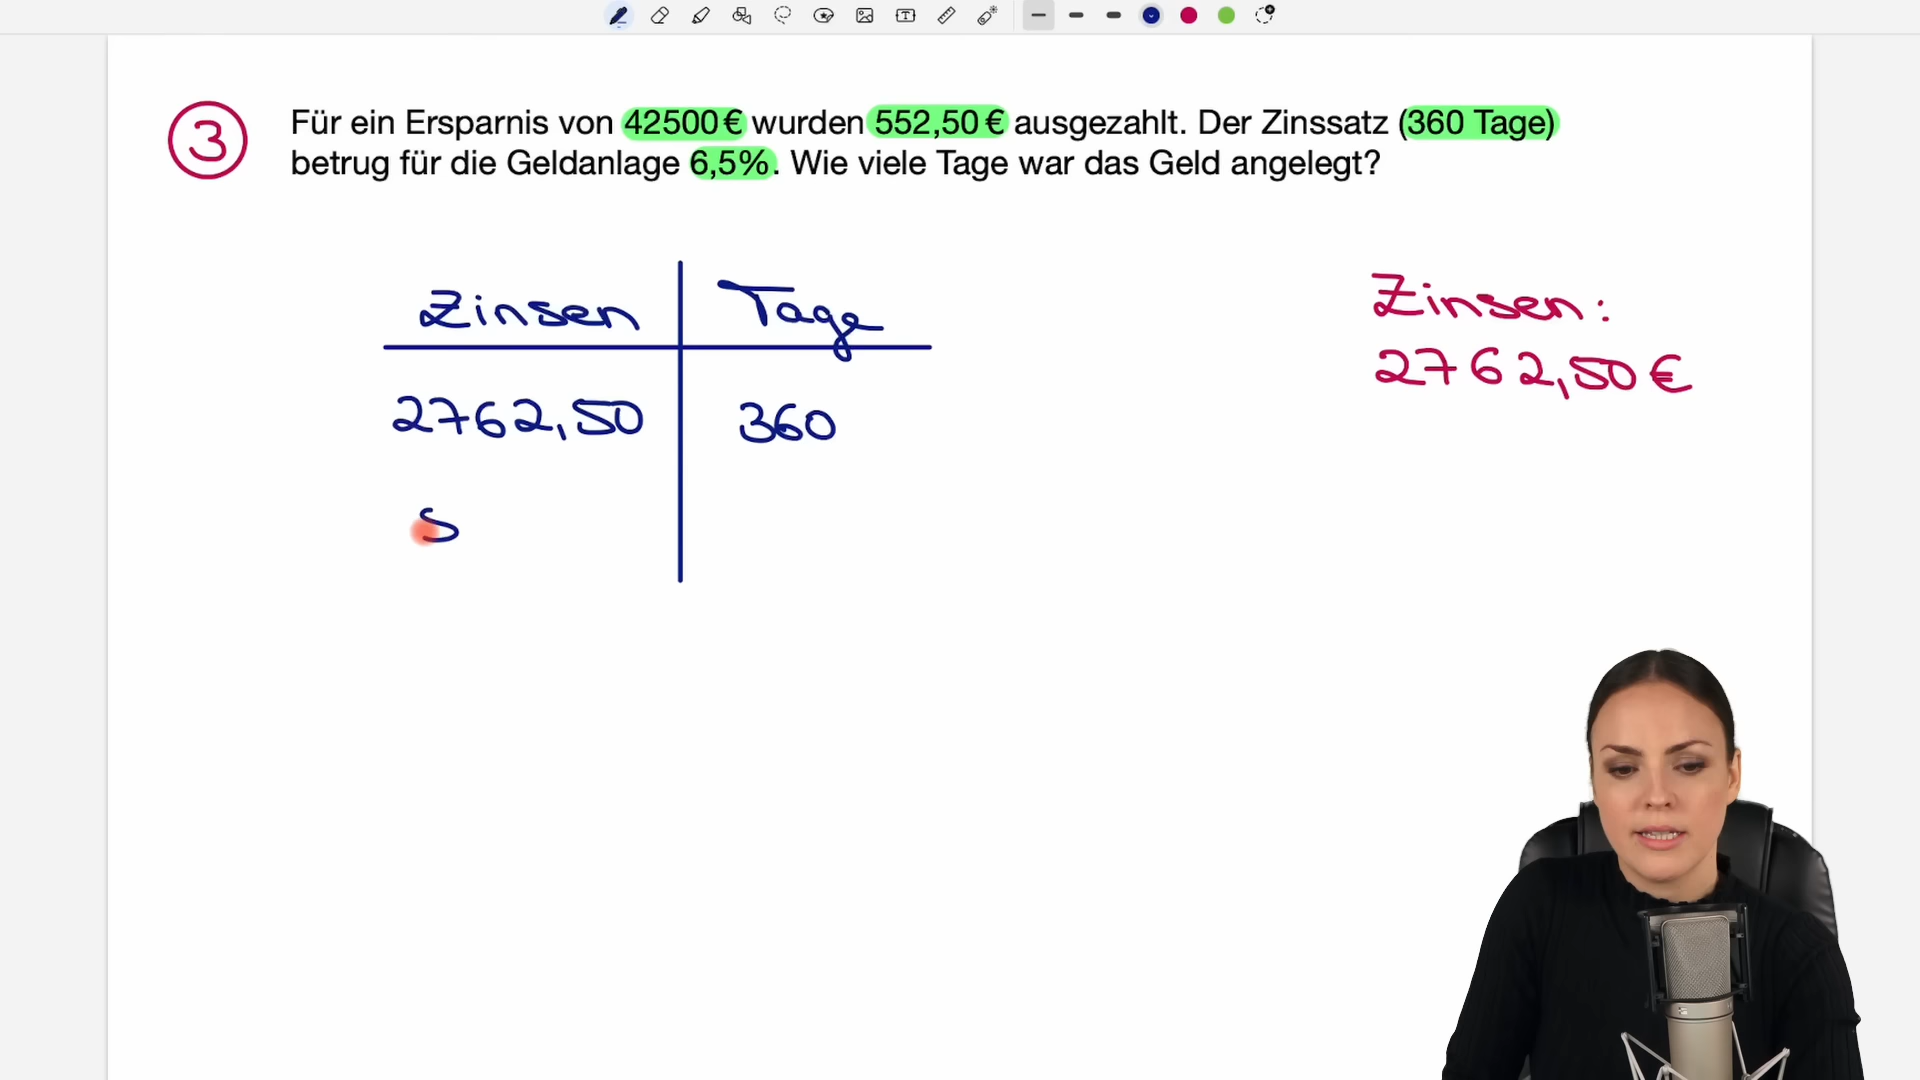 3
Für ein Ersparnis von 42500 € wurden 552,50 € ausgezahlt. Der Zinssatz (360 Tage)
betrug für die Geldanlage 6,5%. Wie viele Tage war das Geld angelegt?
Zinsen Tage
2762,50 360
5
Zinsen:
2762,50 €